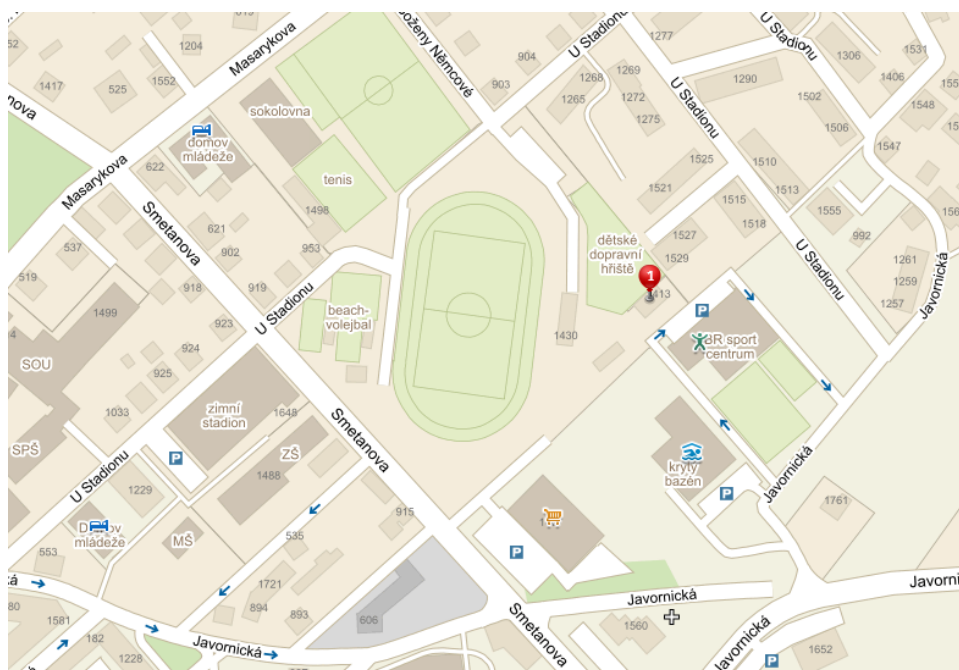 1277
U Stadionu
1204
Masarykova
Boženy Němcové
904
U Stadionu
U Stadionu
1306
1531
1417
525
1552
903
1268
1269
1265
1272
1275
1290
1406
1502
1506
1548
sokolovna
domov
mládeže
622
tenis
1498
Masarykova
Smetanova
621
902
953
1525
1521
U Stadionu
1510
1513
1547
1515
1518
1555
992
537
519
918
919
dětské
dopravní
hřiště
1527
1529
1
U Stadionu
1261
1259
1257
Javornická
1499
923
U Stadionu
beach-
volejbal
1430
P
BR sport
centrum
SOU
924
925
1033
zimní
stadion
1648
Smetanova
SPŠ
P
ZŠ
1488
krytý
bazén
P
Javornická
1761
U Stadionu
1229
mládeže
MŠ
915
535
P
553
1721
894
893
606
Javornická
Javornická
1581
182
1228
Javornická
Smetanova
1560
Javornická
1652